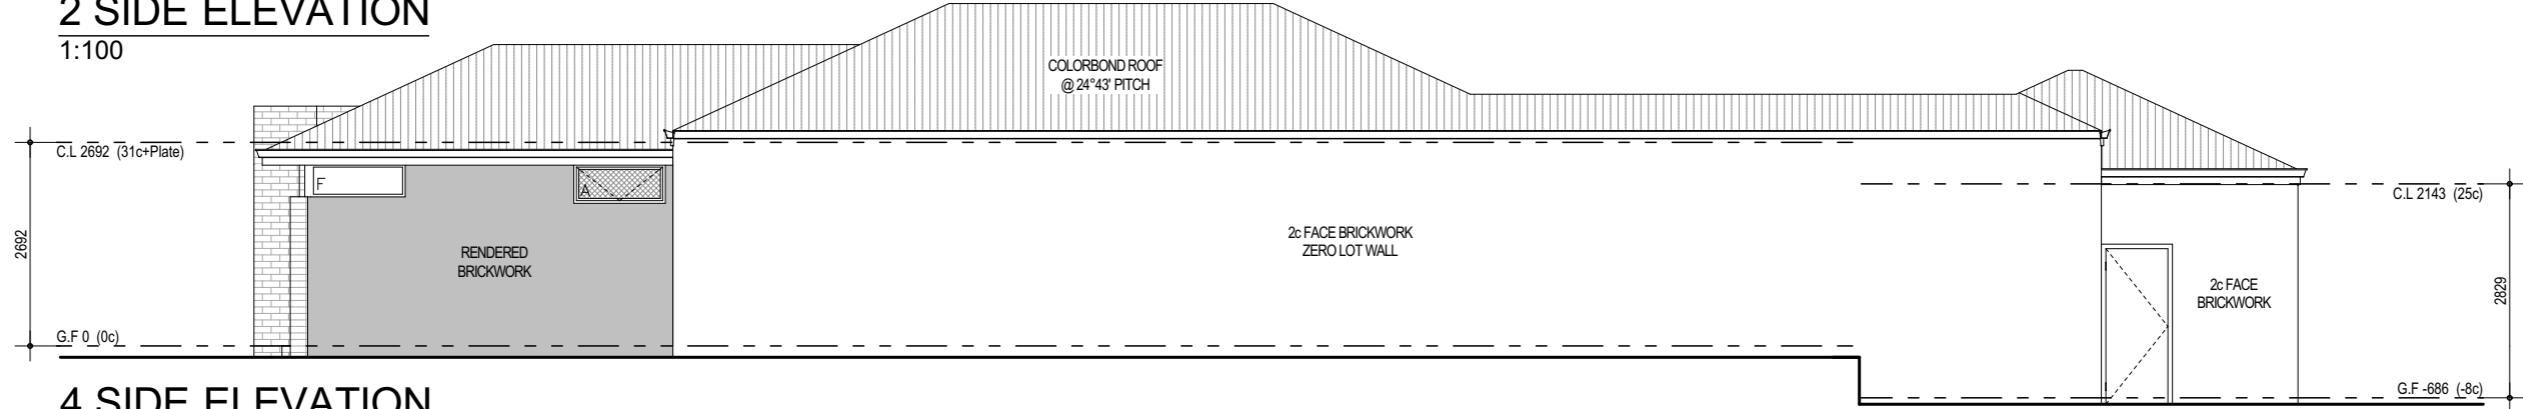 2 SIDE ELEVATION
1:100
COLORBOND ROOF
@ 24°43' PITCH
C.L 2692 (31c+Plate)
F
A
C.L 2143 (25c)
2692
RENDERED
BRICKWORK
2c FACE BRICKWORK
ZERO LOT WALL
2c FACE
BRICKWORK
2829
G.F 0 (0c)
G.F -686 (-8c)
4 SIDE ELEVATION